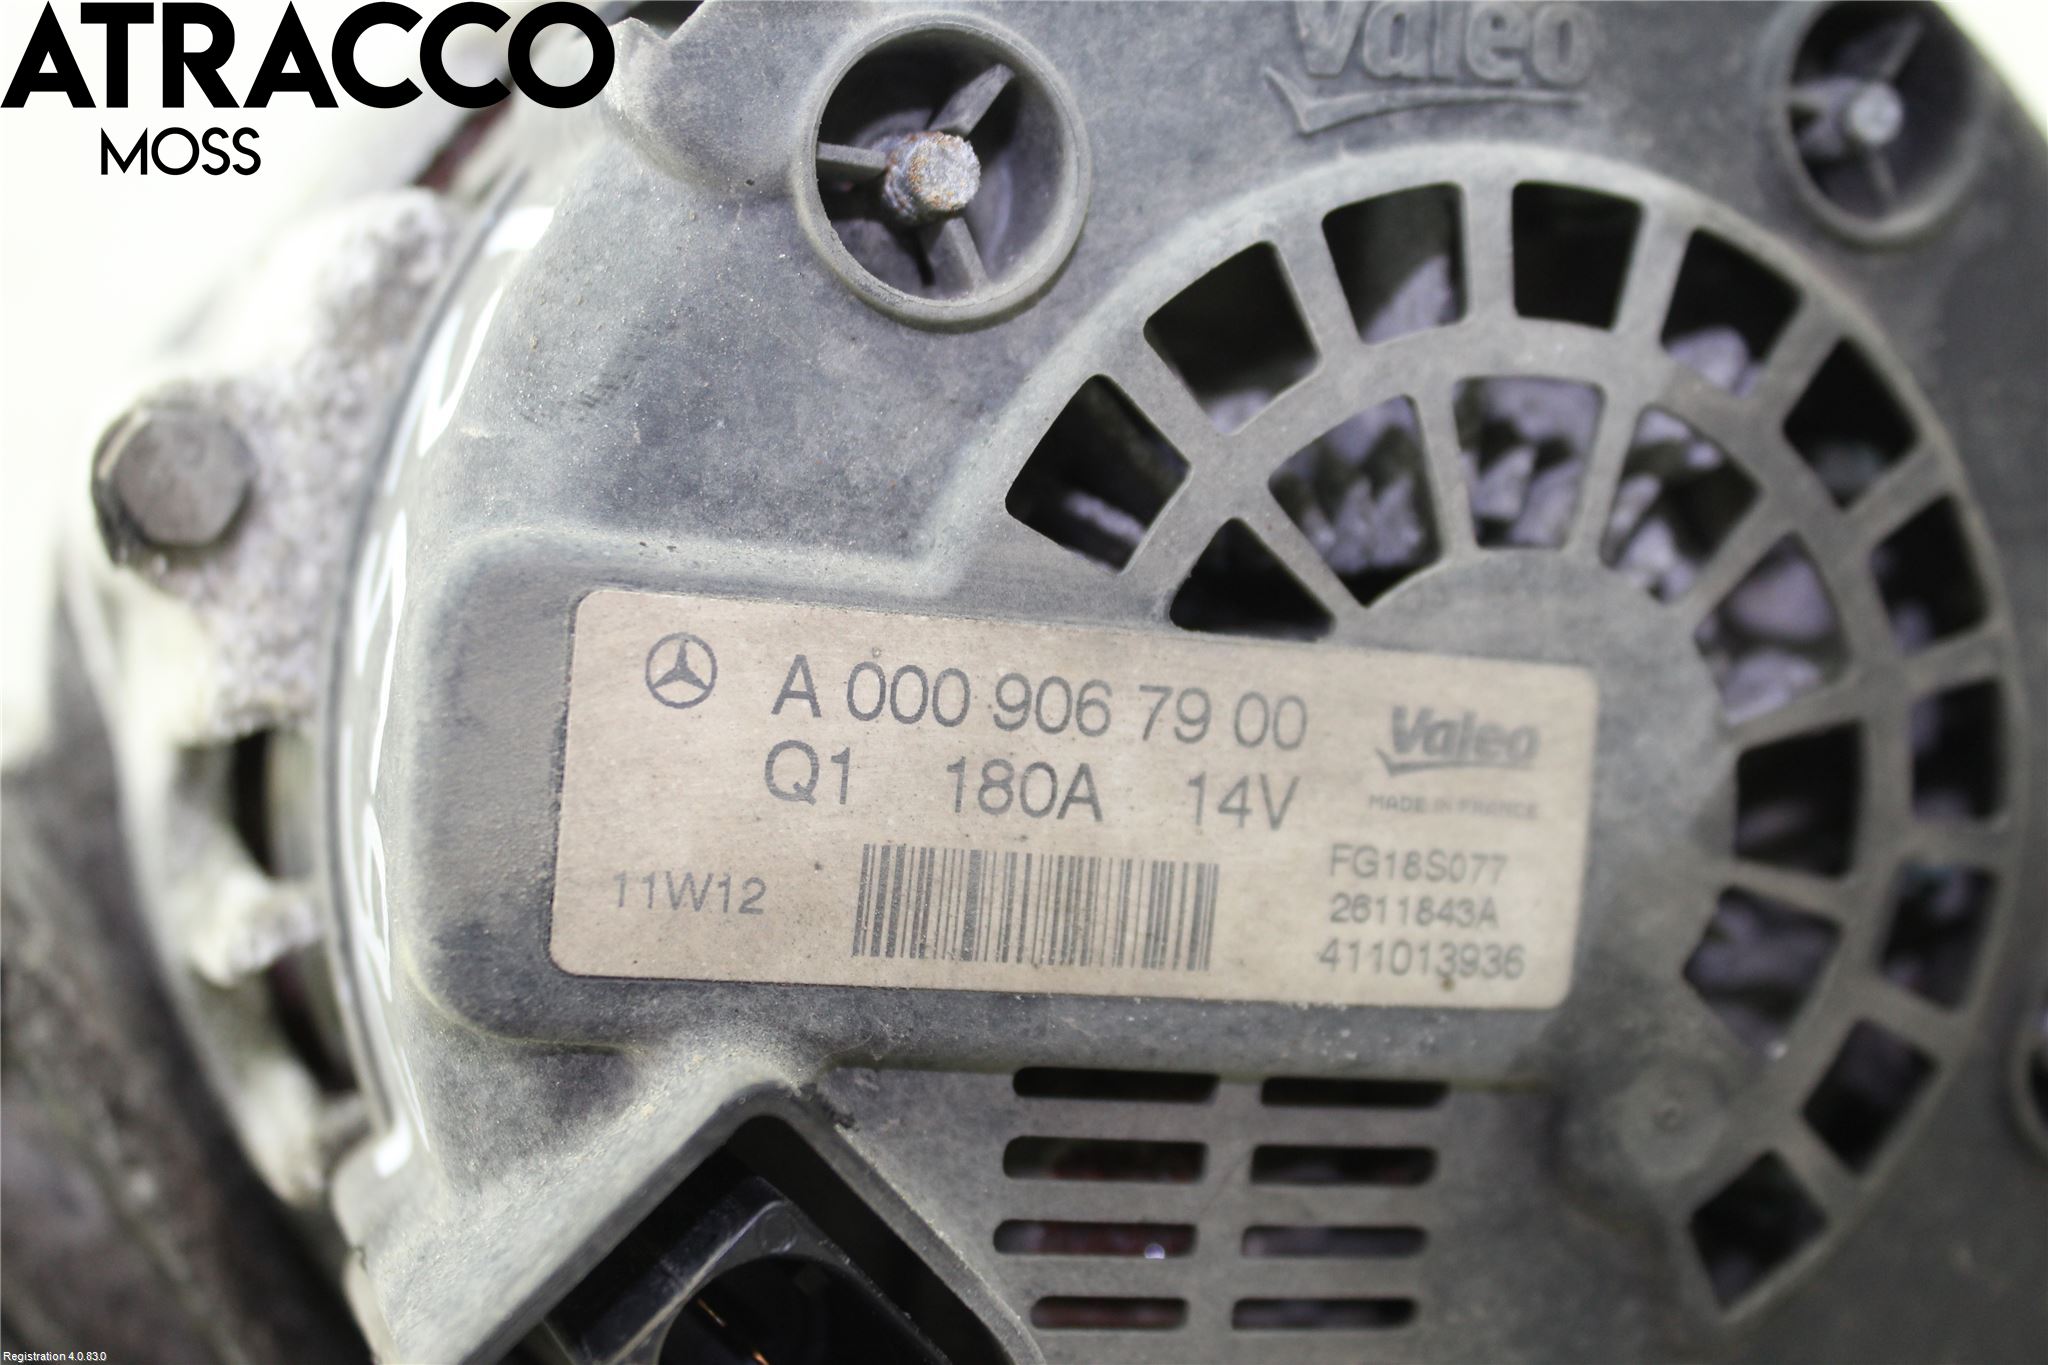 ATRACCO
MOSS
Valeo
A 000 906 79 00
Q1 180A 14V
Valeo
MADE IN FRANCE
11W12
FG18S077
2611843A
411013936
Registration 4.0.83.0